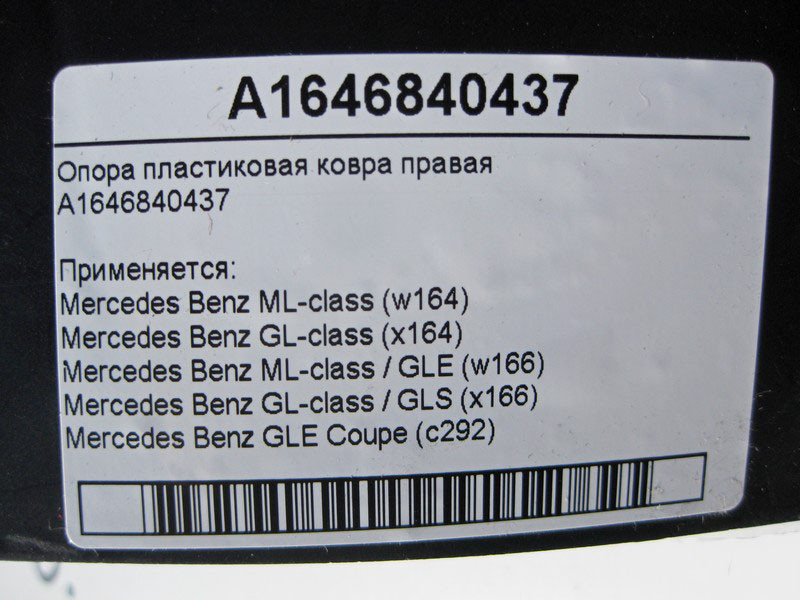 A1646840437
Опора пластиковая ковра правая
A1646840437
Применяется:
Mercedes Benz ML-class (w164)
Mercedes Benz GL-class (x164)
Mercedes Benz ML-class / GLE (w166)
Mercedes Benz GL-class / GLS (x166)
Mercedes Benz GLE Coupe (c292)